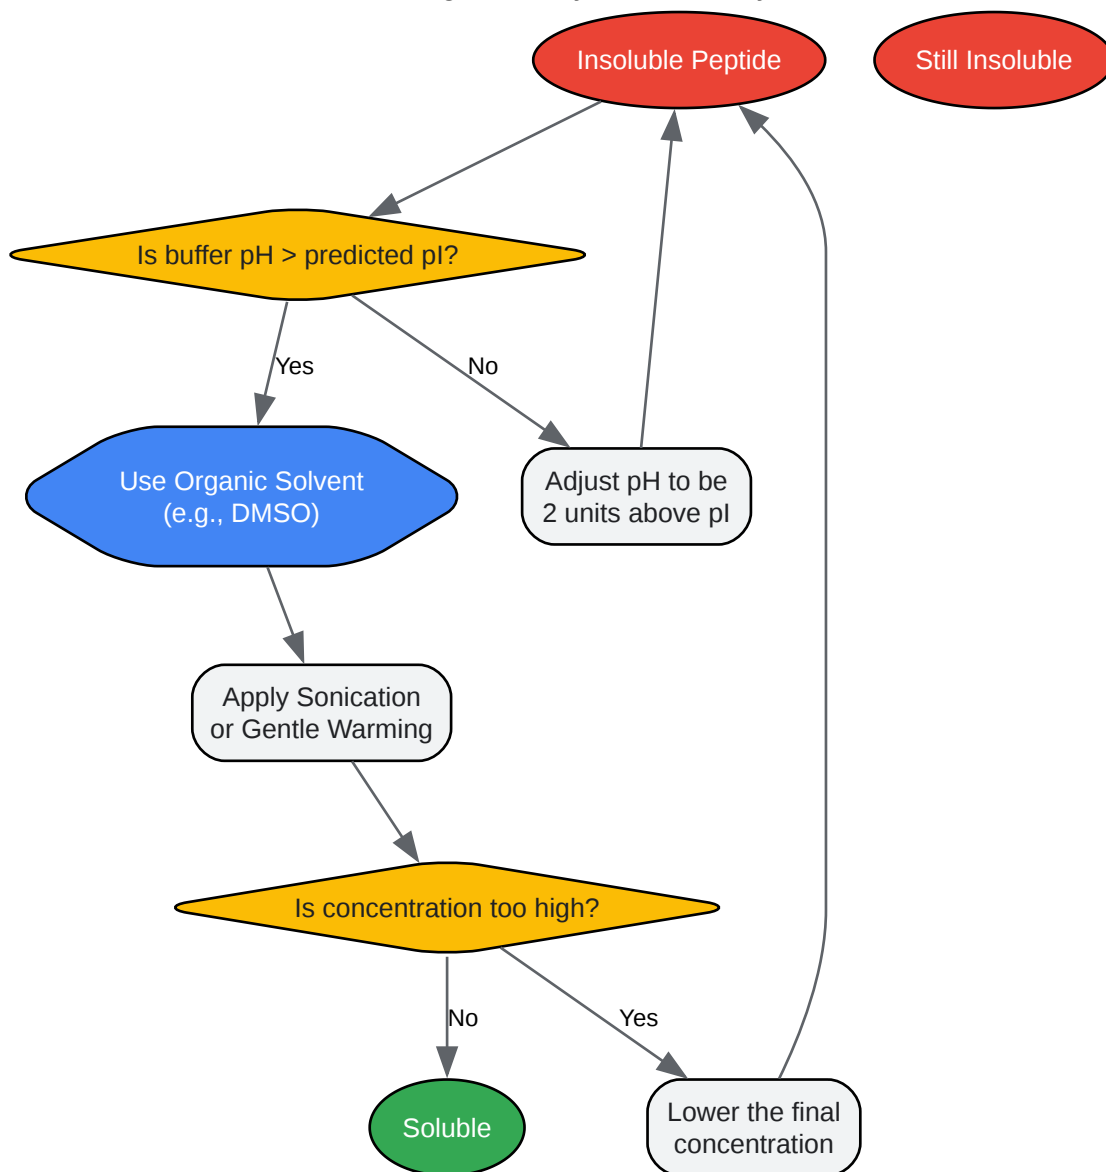 Insoluble Peptide
Still Insoluble
Is buffer pH > predicted pI?
Yes
No
Use Organic Solvent
(e.g., DMSO)
Adjust pH to be
2 units above pI
Apply Sonication
or Gentle Warming
Is concentration too high?
No
Yes
Soluble
Lower the final
concentration